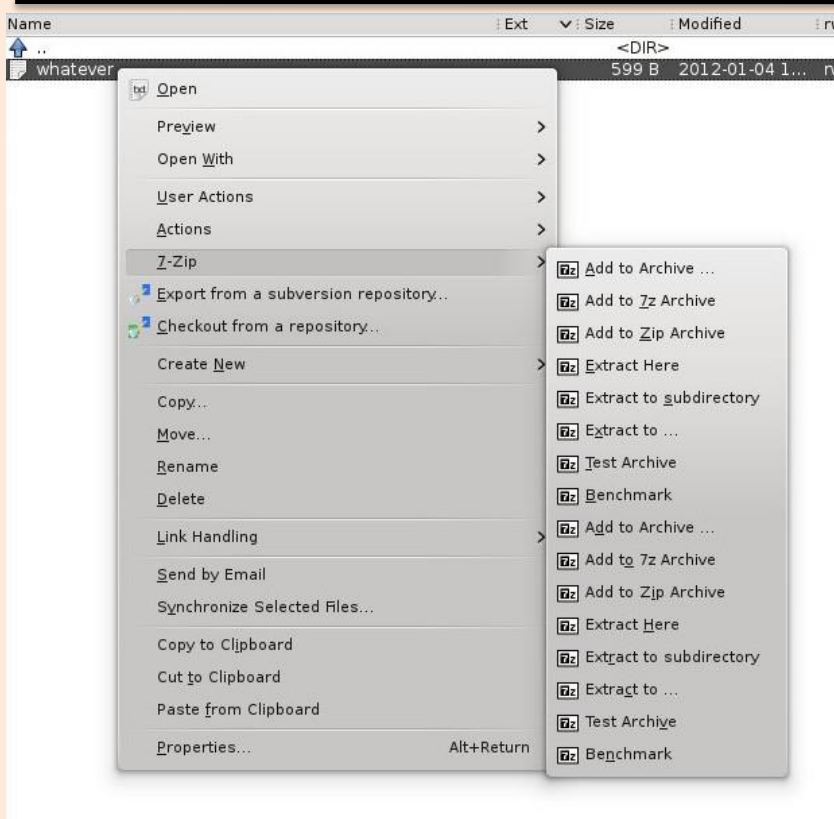 Name Ext Size Modified
.. <DIR>
whatever 599 B 2012-01-04 1...
Open
Preview
Open With
User Actions
Actions
7-Zip
Export from a subversion repository...
Checkout from a repository...
Create New
Copy...
Move...
Rename
Delete
Link Handling
Send by Email
Synchronize Selected Files...
Copy to Clipboard
Cut to Clipboard
Paste from Clipboard
Properties... Alt+Return
Add to Archive ...
Add to 7z Archive
Add to Zip Archive
Extract Here
Extract to subdirectory
Extract to ...
Test Archive
Benchmark
Add to Archive ...
Add to 7z Archive
Add to Zip Archive
Extract Here
Extract to subdirectory
Extract to ...
Test Archive
Benchmark